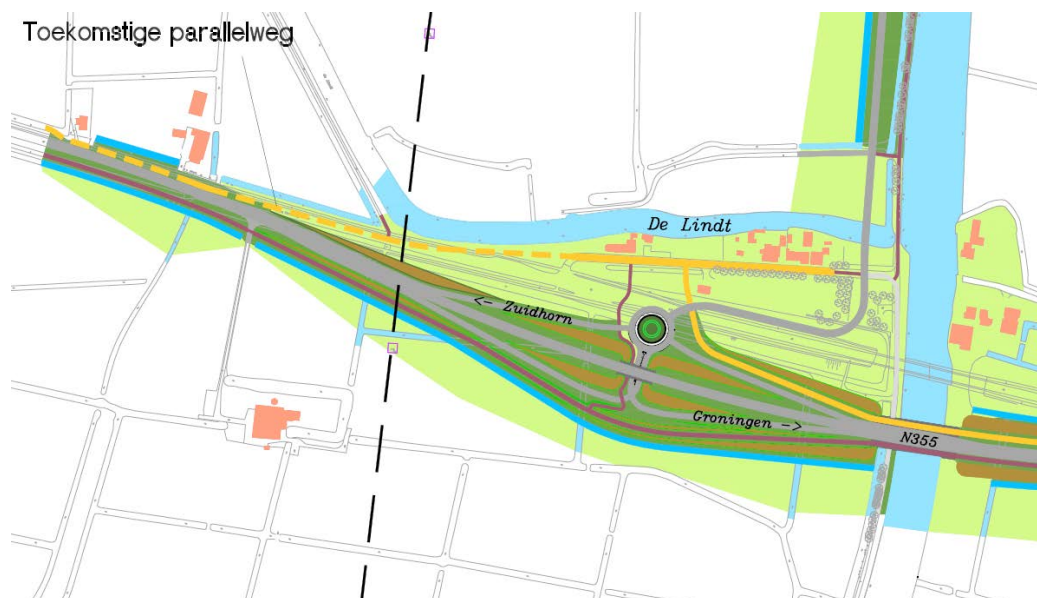 Toekomstige parallelweg
De Lindt
<- Zuidhorn
Groningen ->
N355